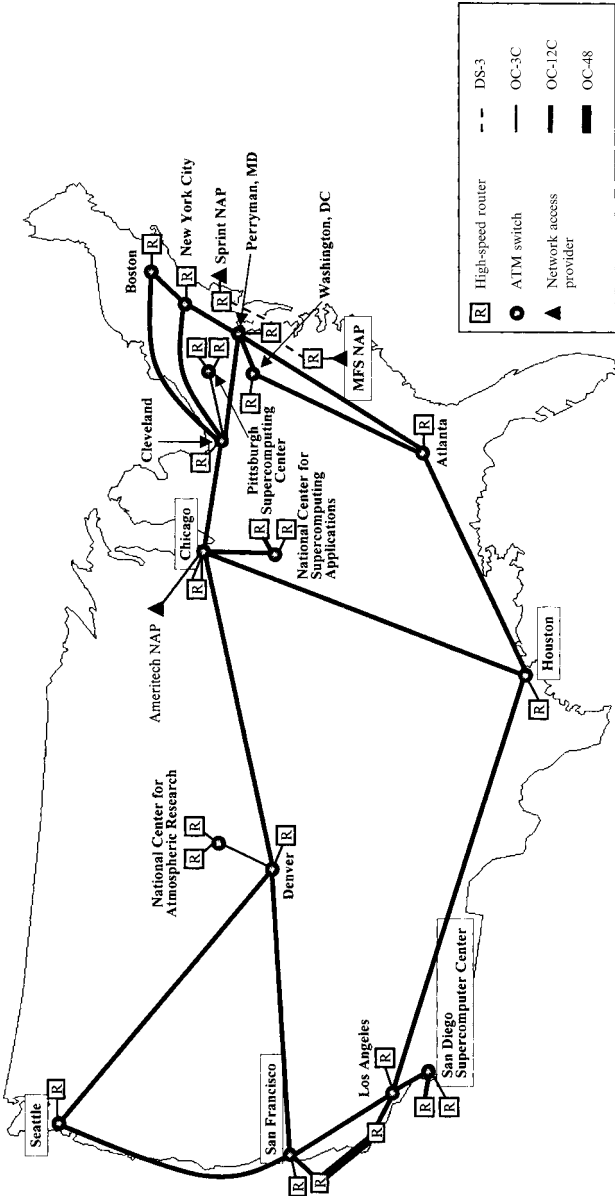 Seattle
R
San Francisco
R
R
R
Los Angeles
R
R
R
San Diego
Supercomputer Center
National Center for
Atmospheric Research
R
R
Denver
R
Ameritech NAP
Chicago
R
R
R
National Center for
Supercomputing
Applications
Houston
R
Cleveland
R
Pittsburgh
Supercomputing
Center
R
R
Boston
R
New York City
R
Sprint NAP
R
Perryman, MD
R
Washington, DC
R
R
MFS NAP
Atlanta
R
R High-speed router
ATM switch
Network access
provider
DS-3
OC-3C
OC-12C
OC-48